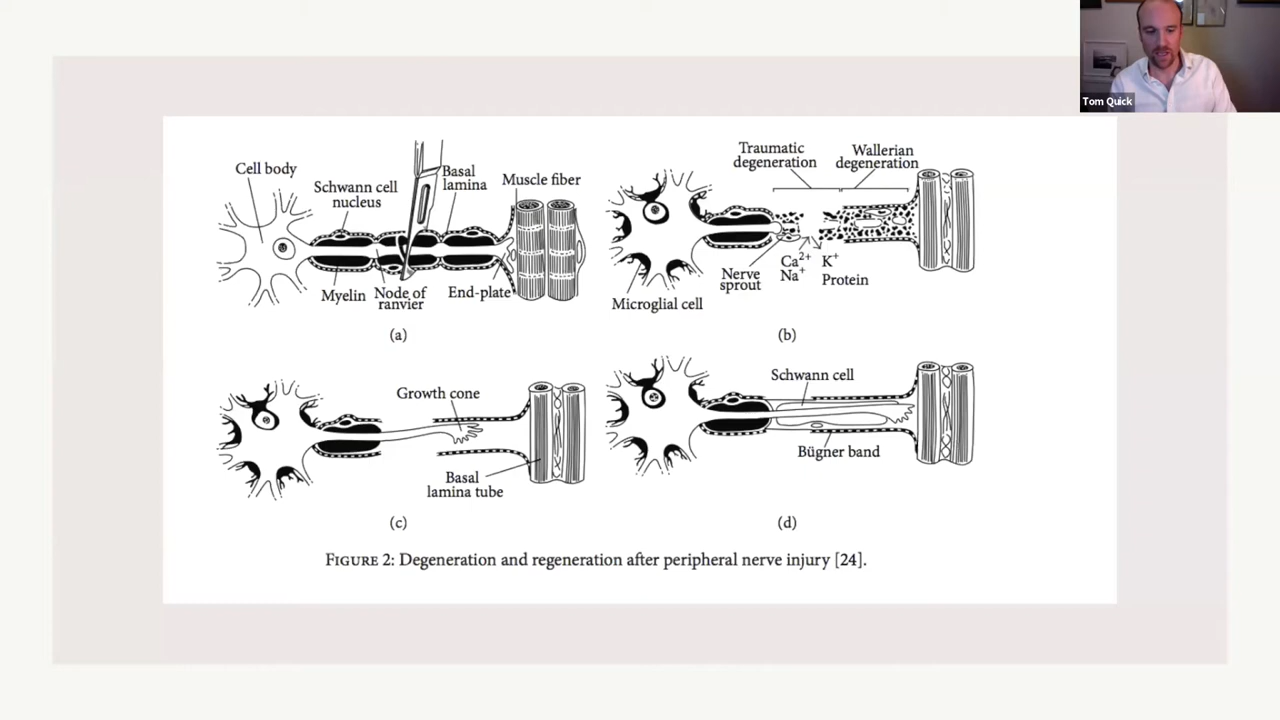 Tom Quick
Cell body
Schwann cell
nucleus
Basal
lamina
Muscle fiber
Myelin
Node of
ranvier
End-plate
(a)
Traumatic
degeneration
Wallerian
degeneration
Ca2+
Na+
K+
Protein
Nerve
sprout
Microglial cell
(b)
Growth cone
Basal
lamina tube
(c)
Schwann cell
Bügner band
(d)
FIGURE 2: Degeneration and regeneration after peripheral nerve injury [24].